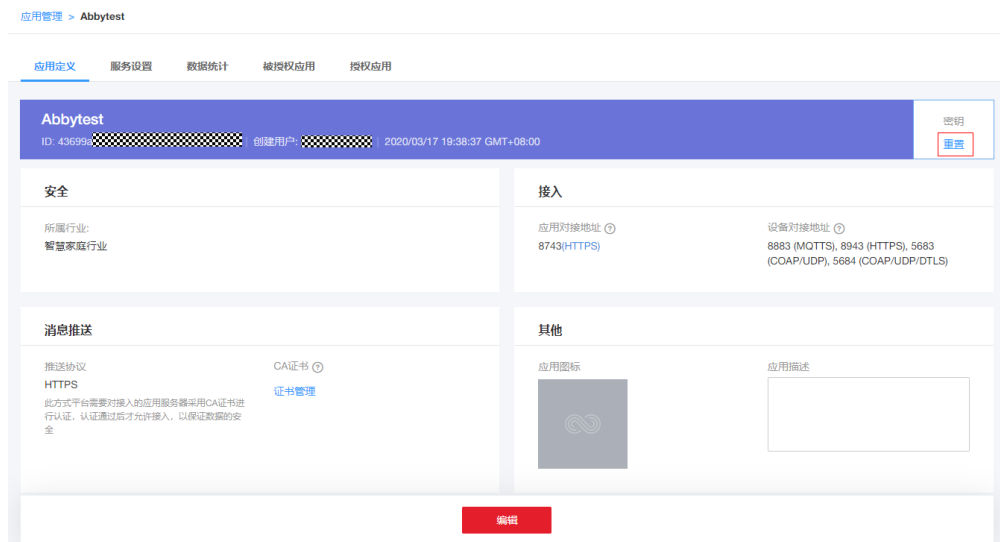 应用管理 > Abbytest
应用定义 服务设置 数据统计 被授权应用 授权应用
Abbytest
ID: 43699a 创建用户: 2020/03/17 19:38:37 GMT+08:00
密钥
重置
安全
所属行业:
智慧家庭行业
接入
应用对接地址 ?
8743(HTTPS)
设备对接地址 ?
8883 (MQTTS), 8943 (HTTPS), 5683
(COAP/UDP), 5684 (COAP/UDP/DTLS)
消息推送
推送协议
HTTPS
此方式平台需要对接入的应用服务器采用CA证书进
行认证，认证通过后才允许接入，以保证数据的安
全
CA证书 ?
证书管理
其他
应用图标
应用描述
编辑